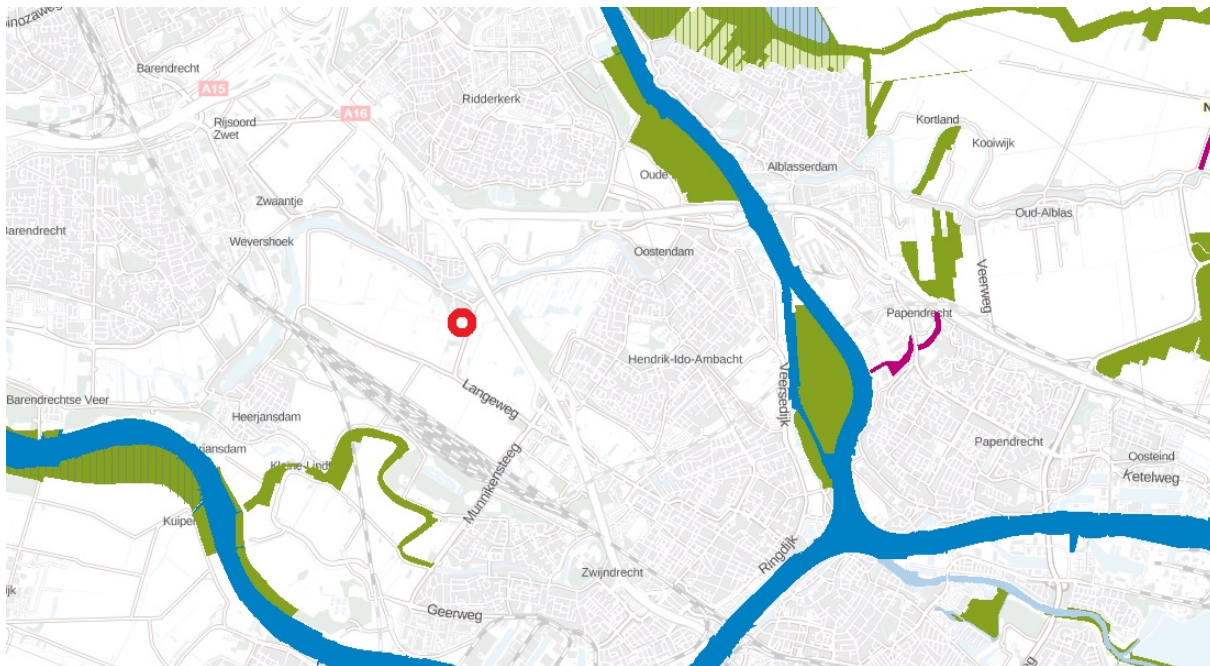 Barendrecht
A15
Ridderkerk
A16
Rijsoord
Zwet
Kortland
Kooiwijk
Alblasserdam
Oude
Zwaantje
Oud-Alblas
Barendrecht
Wevershoek
Oostendam
Veerweg
Papendrecht
Hendrik-Ido-Ambacht
Veersedijk
Langeweg
Barendrechtse Veer
Heerjansdam
Papendrecht
Oosteind
Ketelweg
Munnikensteeg
Ringdijk
Zwijndrecht
Geerweg